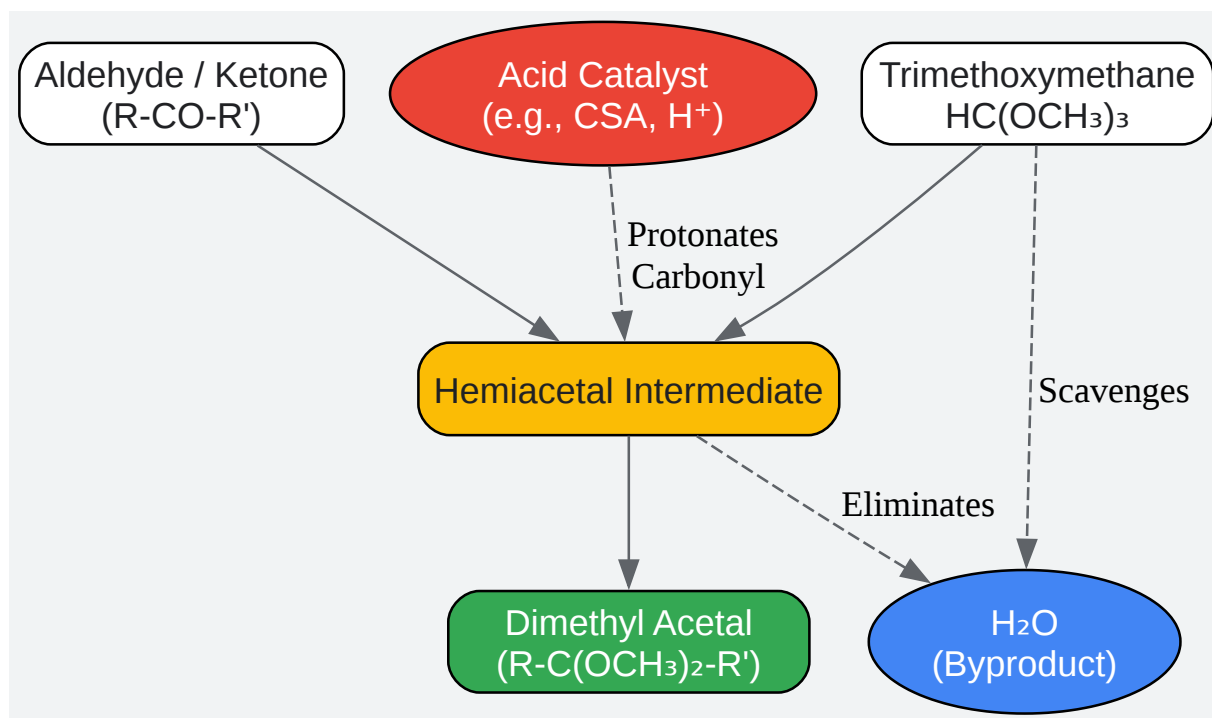 Aldehyde / Ketone
(R-CO-R')
Acid Catalyst
(e.g., CSA, H⁺)
Trimethoxymethane
HC(OCH₃)₃
Protonates
Carbonyl
Hemiacetal Intermediate
Scavenges
Eliminates
Dimethyl Acetal
(R-C(OCH₃)₂-R')
H₂O
(Byproduct)